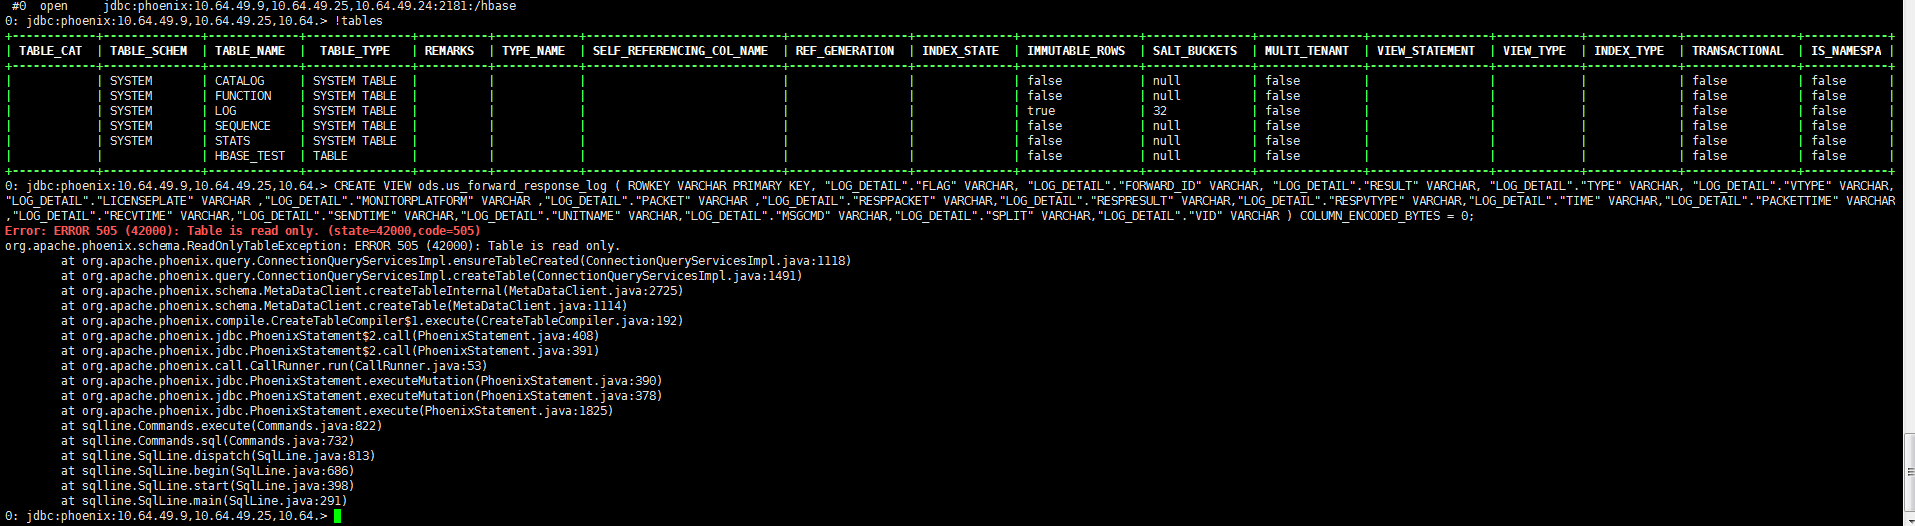 #0  open     jdbc:phoenix:10.64.49.9,10.64.49.25,10.64.49.24:2181:/hbase
0: jdbc:phoenix:10.64.49.9,10.64.49.25,10.64.> !tables
| TABLE_CAT | TABLE_SCHEM | TABLE_NAME | TABLE_TYPE | REMARKS | TYPE_NAME | SELF_REFERENCING_COL_NAME | REF_GENERATION | INDEX_STATE | IMMUTABLE_ROWS | SALT_BUCKETS | MULTI_TENANT | VIEW_STATEMENT | VIEW_TYPE | INDEX_TYPE | TRANSACTIONAL | IS_NAMESPA |
| | SYSTEM | CATALOG | SYSTEM TABLE | | | | | | false | null | false | | | | false | false |
| | SYSTEM | FUNCTION | SYSTEM TABLE | | | | | | false | null | false | | | | false | false |
| | SYSTEM | LOG | SYSTEM TABLE | | | | | | true | 32 | false | | | | false | false |
| | SYSTEM | SEQUENCE | SYSTEM TABLE | | | | | | false | null | false | | | | false | false |
| | SYSTEM | STATS | SYSTEM TABLE | | | | | | false | null | false | | | | false | false |
| | | HBASE_TEST | TABLE | | | | | | false | null | false | | | | false | false |
0: jdbc:phoenix:10.64.49.9,10.64.49.25,10.64.> CREATE VIEW ods.us_forward_response_log ( ROWKEY VARCHAR PRIMARY KEY, "LOG_DETAIL"."FLAG" VARCHAR, "LOG_DETAIL"."FORWARD_ID" VARCHAR, "LOG_DETAIL"."RESULT" VARCHAR, "LOG_DETAIL"."TYPE" VARCHAR, "LOG_DETAIL"."VTYPE" VARCHAR,
"LOG_DETAIL"."LICENSEPLATE" VARCHAR ,"LOG_DETAIL"."MONITORPLATFORM" VARCHAR ,"LOG_DETAIL"."PACKET" VARCHAR ,"LOG_DETAIL"."RESPPACKET" VARCHAR,"LOG_DETAIL"."RESPRESULT" VARCHAR,"LOG_DETAIL"."RESPVTYPE" VARCHAR,"LOG_DETAIL"."TIME" VARCHAR,"LOG_DETAIL"."PACKETTIME" VARCHAR
,"LOG_DETAIL"."RECVTIME" VARCHAR,"LOG_DETAIL"."SENDTIME" VARCHAR,"LOG_DETAIL"."UNITNAME" VARCHAR,"LOG_DETAIL"."MSGCMD" VARCHAR,"LOG_DETAIL"."SPLIT" VARCHAR,"LOG_DETAIL"."VID" VARCHAR ) COLUMN_ENCODED_BYTES = 0;
Error: ERROR 505 (42000): Table is read only. (state=42000,code=505)
org.apache.phoenix.schema.ReadOnlyTableException: ERROR 505 (42000): Table is read only.
at org.apache.phoenix.query.ConnectionQueryServicesImpl.ensureTableCreated(ConnectionQueryServicesImpl.java:1118)
at org.apache.phoenix.query.ConnectionQueryServicesImpl.createTable(ConnectionQueryServicesImpl.java:1491)
at org.apache.phoenix.schema.MetaDataClient.createTableInternal(MetaDataClient.java:2725)
at org.apache.phoenix.schema.MetaDataClient.createTable(MetaDataClient.java:1114)
at org.apache.phoenix.compile.CreateTableCompiler$1.execute(CreateTableCompiler.java:192)
at org.apache.phoenix.jdbc.PhoenixStatement$2.call(PhoenixStatement.java:408)
at org.apache.phoenix.jdbc.PhoenixStatement$2.call(PhoenixStatement.java:391)
at org.apache.phoenix.call.CallRunner.run(CallRunner.java:53)
at org.apache.phoenix.jdbc.PhoenixStatement.executeMutation(PhoenixStatement.java:390)
at org.apache.phoenix.jdbc.PhoenixStatement.executeMutation(PhoenixStatement.java:378)
at org.apache.phoenix.jdbc.PhoenixStatement.execute(PhoenixStatement.java:1825)
at sqlline.Commands.execute(Commands.java:822)
at sqlline.Commands.sql(Commands.java:732)
at sqlline.SqlLine.dispatch(SqlLine.java:813)
at sqlline.SqlLine.begin(SqlLine.java:686)
at sqlline.SqlLine.start(SqlLine.java:398)
at sqlline.SqlLine.main(SqlLine.java:291)
0: jdbc:phoenix:10.64.49.9,10.64.49.25,10.64.>